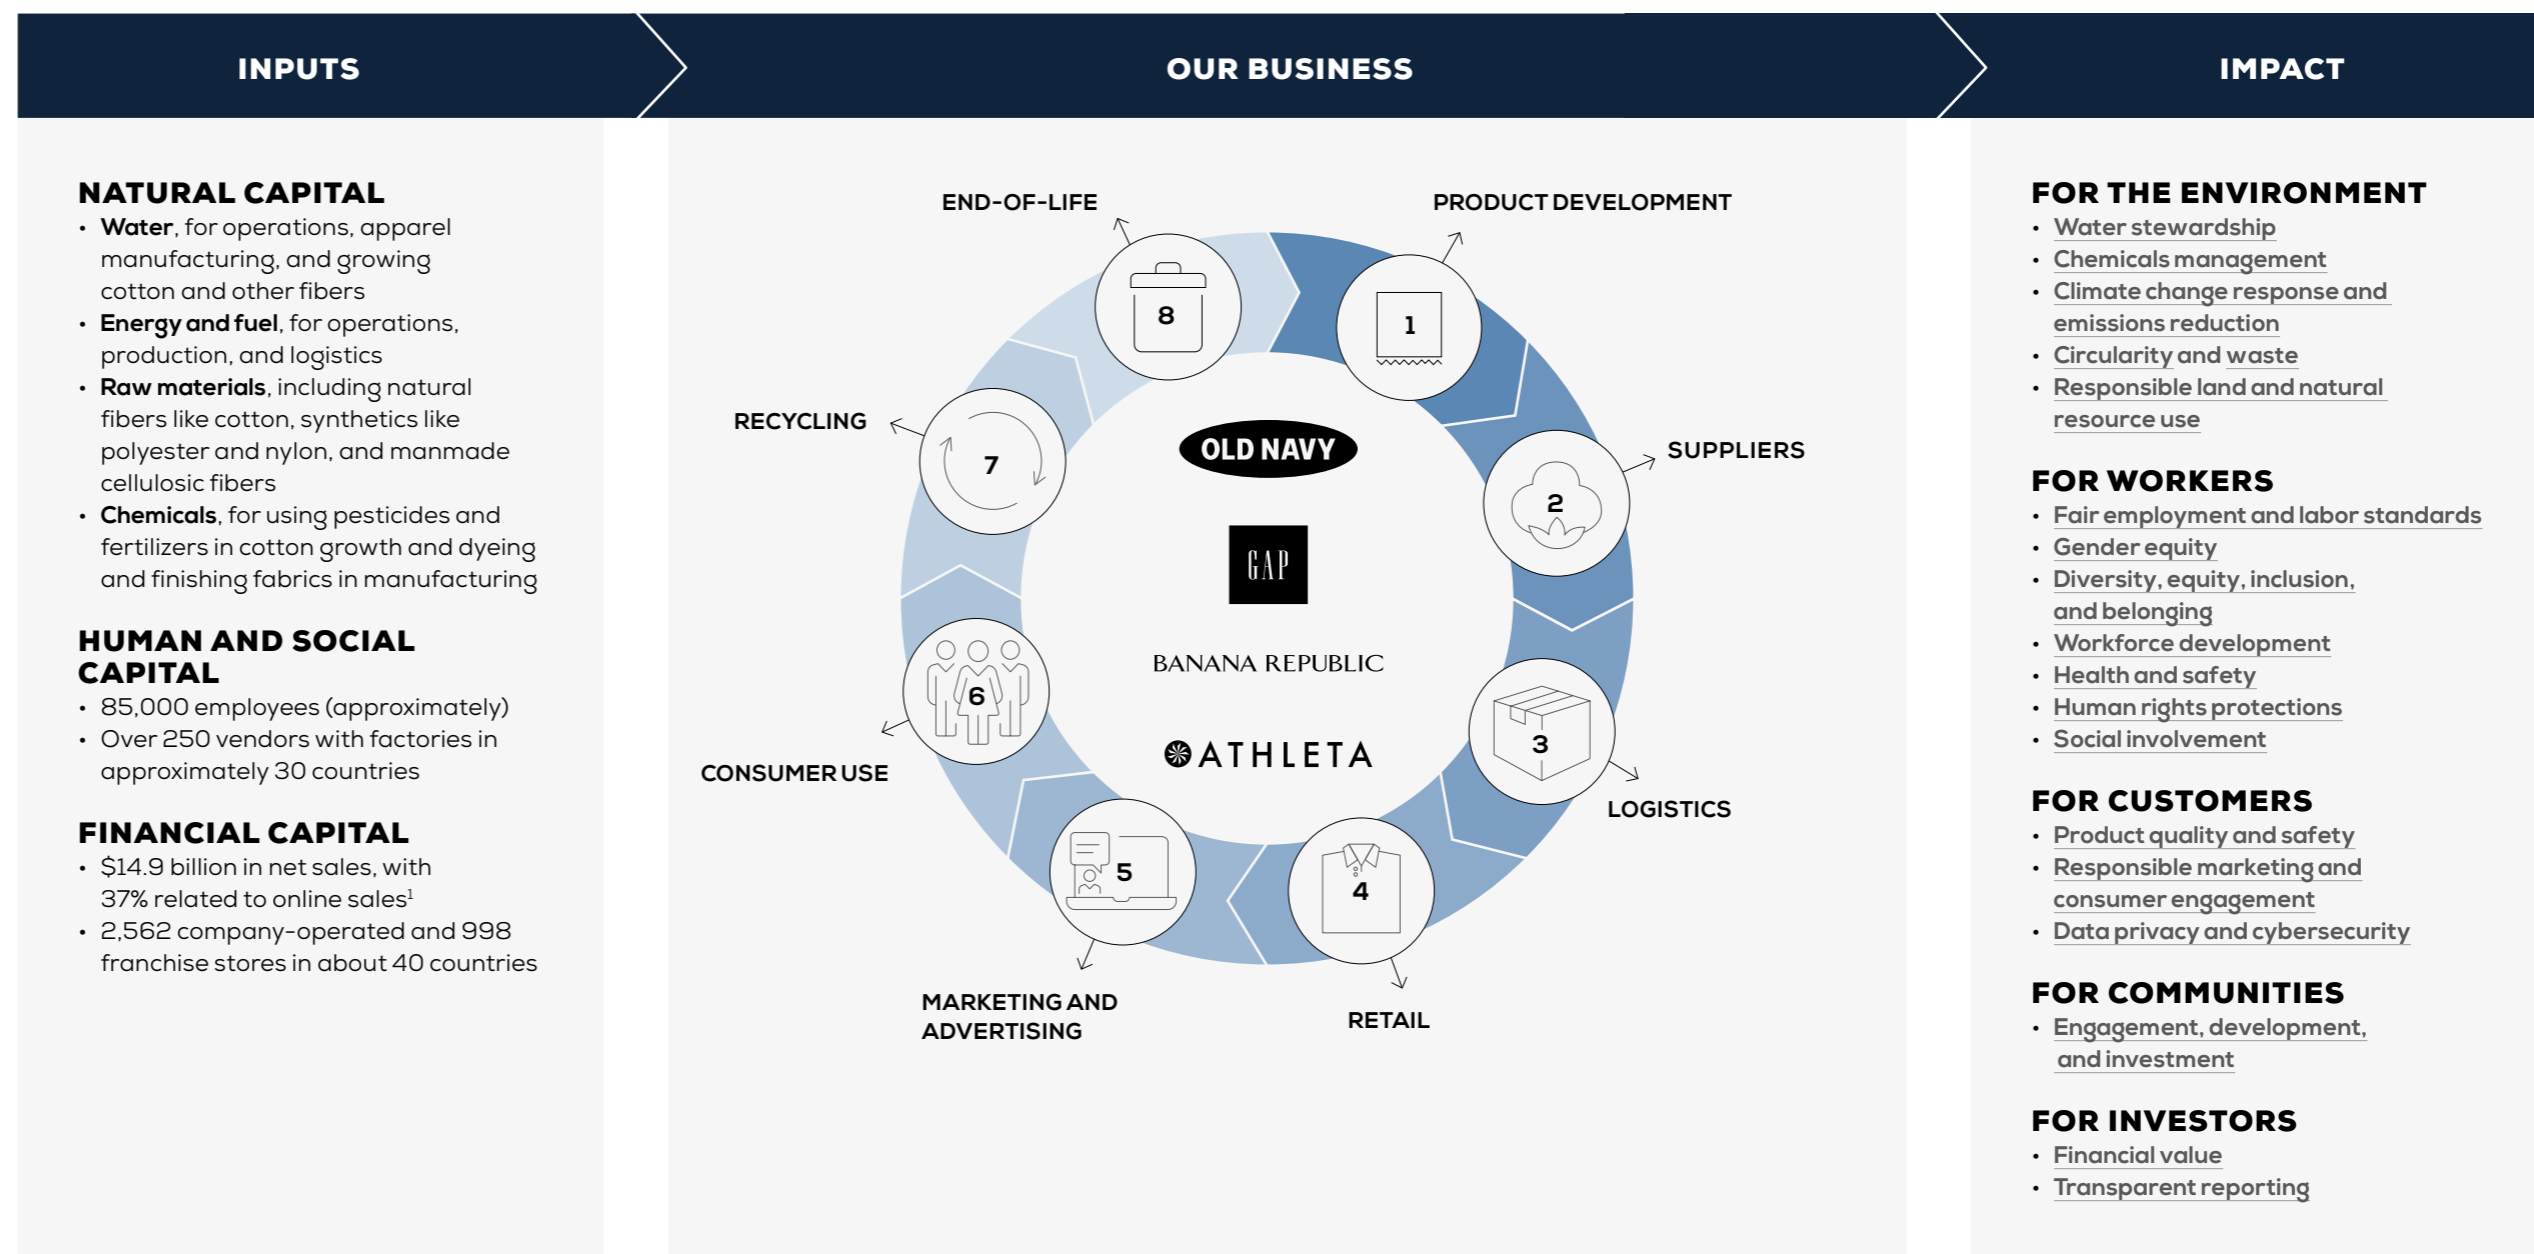 INPUTS
OUR BUSINESS
IMPACT
NATURAL CAPITAL
• Water, for operations, apparel
manufacturing, and growing
cotton and other fibers
• Energy and fuel, for operations,
production, and logistics
• Raw materials, including natural
fibers like cotton, synthetics like
polyester and nylon, and manmade
cellulosic fibers
• Chemicals, for using pesticides and
fertilizers in cotton growth and dyeing
and finishing fabrics in manufacturing
HUMAN AND SOCIAL
CAPITAL
• 85,000 employees (approximately)
• Over 250 vendors with factories in
approximately 30 countries
FINANCIAL CAPITAL
• $14.9 billion in net sales, with
37% related to online sales¹
• 2,562 company-operated and 998
franchise stores in about 40 countries
PRODUCT DEVELOPMENT
1
SUPPLIERS
2
LOGISTICS
3
RETAIL
4
MARKETING AND
ADVERTISING
5
CONSUMER USE
6
RECYCLING
7
END-OF-LIFE
8
OLD NAVY
GAP
BANANA REPUBLIC
ATHLETA
FOR THE ENVIRONMENT
• Water stewardship
• Chemicals management
• Climate change response and
emissions reduction
• Circularity and waste
• Responsible land and natural
resource use
FOR WORKERS
• Fair employment and labor standards
• Gender equity
• Diversity, equity, inclusion,
and belonging
• Workforce development
• Health and safety
• Human rights protections
• Social involvement
FOR CUSTOMERS
• Product quality and safety
• Responsible marketing and
consumer engagement
• Data privacy and cybersecurity
FOR COMMUNITIES
• Engagement, development,
and investment
FOR INVESTORS
• Financial value
• Transparent reporting